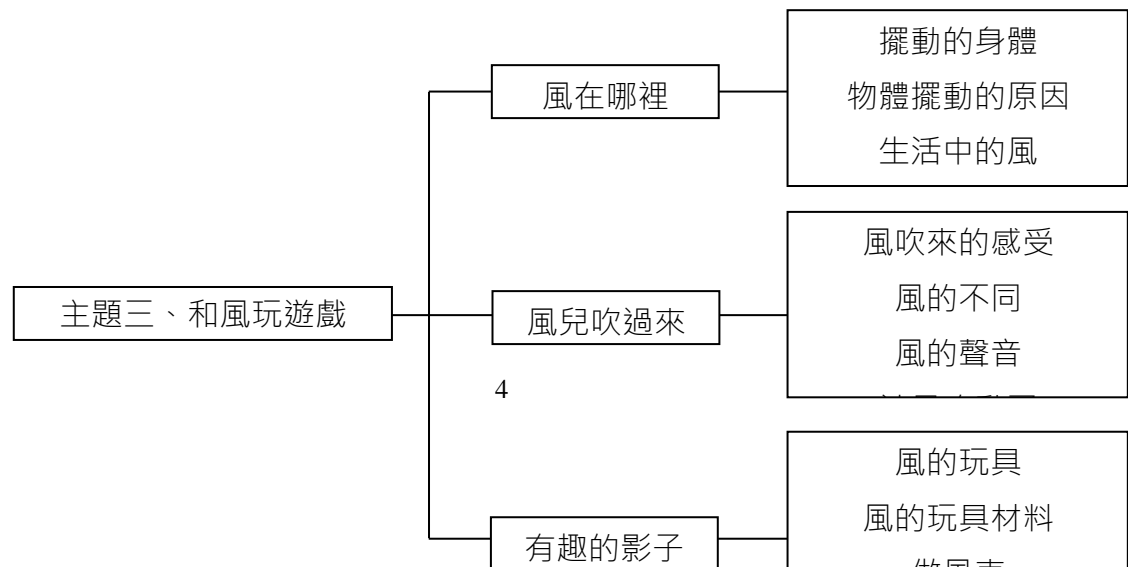 擺動的身體
風在哪裡
物體擺動的原因
生活中的風
風吹來的感受
主題三、和風玩遊戲
風兒吹過來
風的不同
風的聲音
4
風的玩具
有趣的影子
風的玩具材料